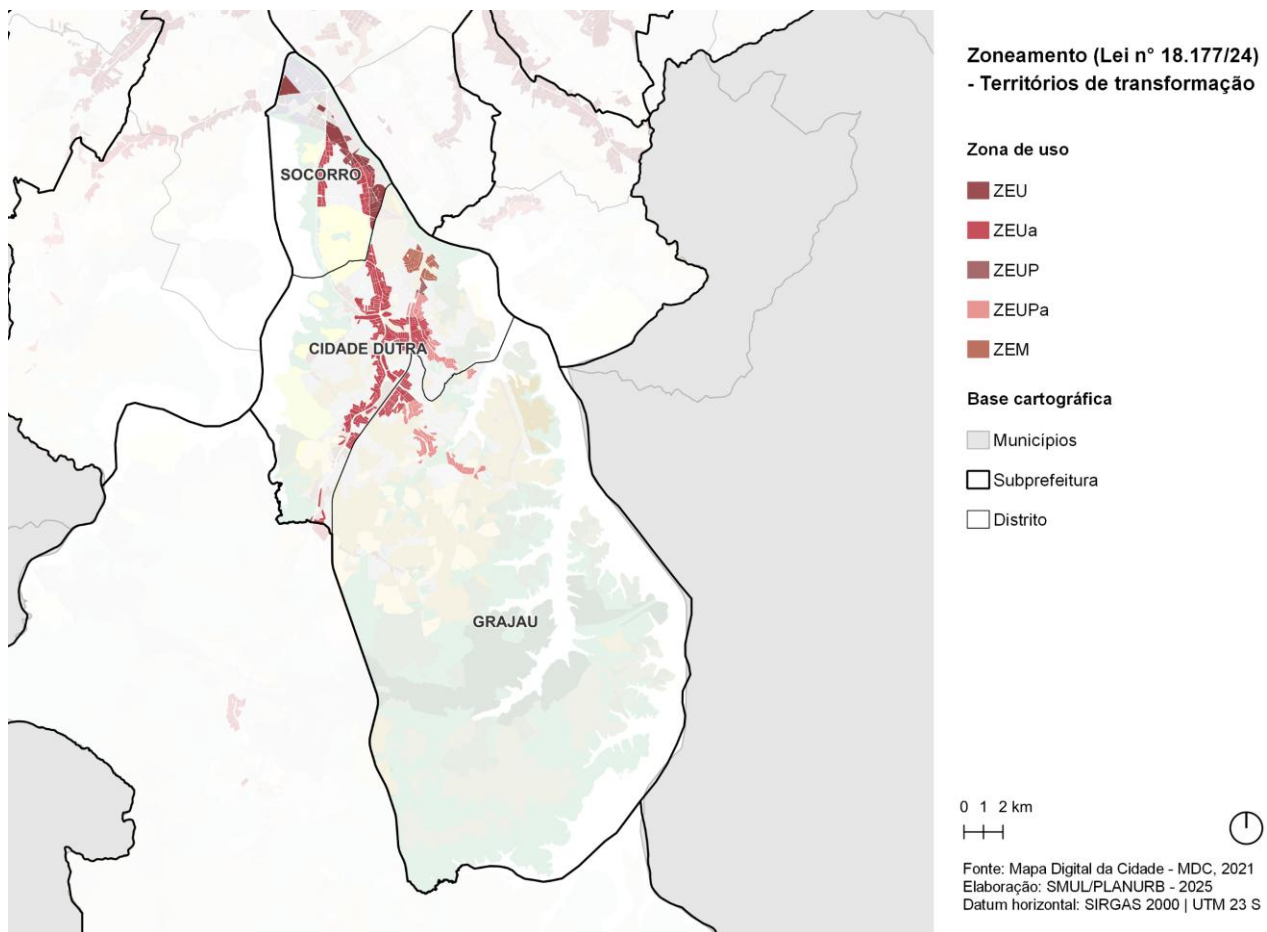 Zoneamento (Lei n° 18.177/24)
- Territórios de transformação
Zona de uso
ZEU
ZEUa
ZEUP
ZEUPa
ZEM
Base cartográfica
Municípios
Subprefeitura
Distrito
SOCORRO
CIDADE DUTRA
GRAJAU
0 1 2 km
Fonte: Mapa Digital da Cidade - MDC, 2021
Elaboração: SMUL/PLANURB - 2025
Datum horizontal: SIRGAS 2000 | UTM 23 S